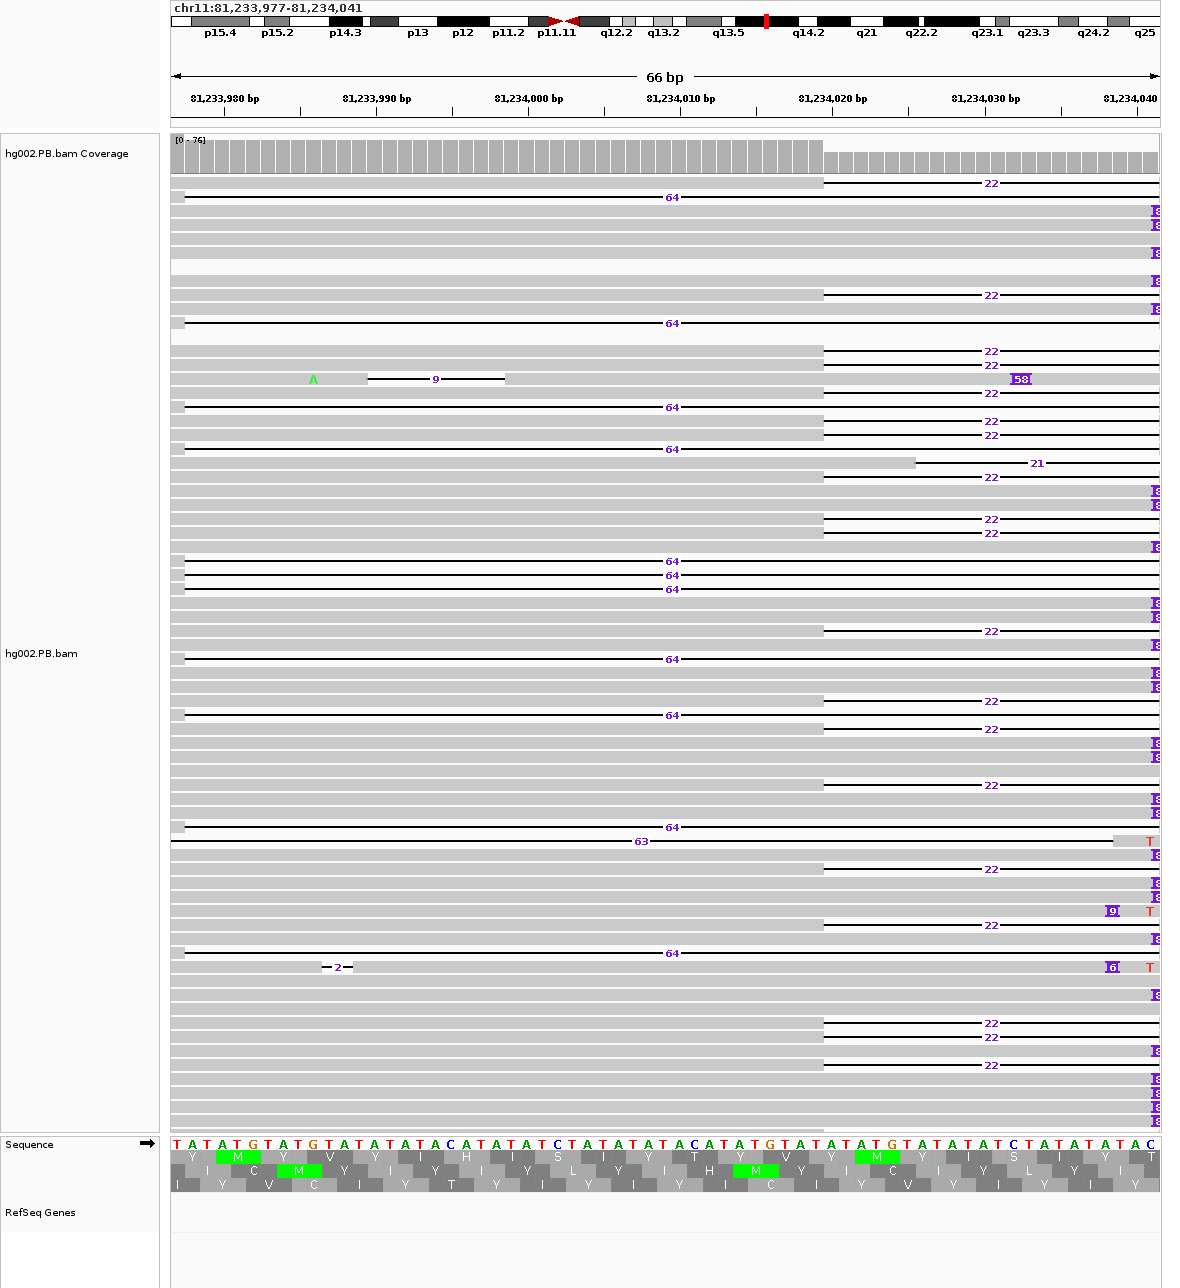 chr11:81,233,977-81,234,041
p15.4 p15.2 p14.3 p13 p12 p11.2 p11.11 q12.2 q13.2 q13.5 q14.2 q21 q22.2 q23.1 q23.3 q24.2 q25
66 bp
81,233,980 bp 81,233,990 bp 81,234,000 bp 81,234,010 bp 81,234,020 bp 81,234,030 bp 81,234,040
[0 - 76]
hg002.PB.bam Coverage
22
64
22
64
22
22
A 9 58
22
64
22
22
64
21
22
22
22
64
64
64
22
hg002.PB.bam
64
22
64
22
22
64
63 T
22
9 T
22
64
2 6 T
22
22
22
Sequence T A T A T G T A T G T A T A T A T A C A T A T A T C T A T A T A T A C A T A T G T A T A T A T G T A T A T A T C T A T A T A T A C
Y M Y V Y I H I S I Y T Y V Y M Y I S I Y T
I C M Y I Y I Y L Y I H M Y I C Y I Y L Y I
I Y V C I Y T Y I Y I Y I C I Y V Y I Y I Y
RefSeq Genes